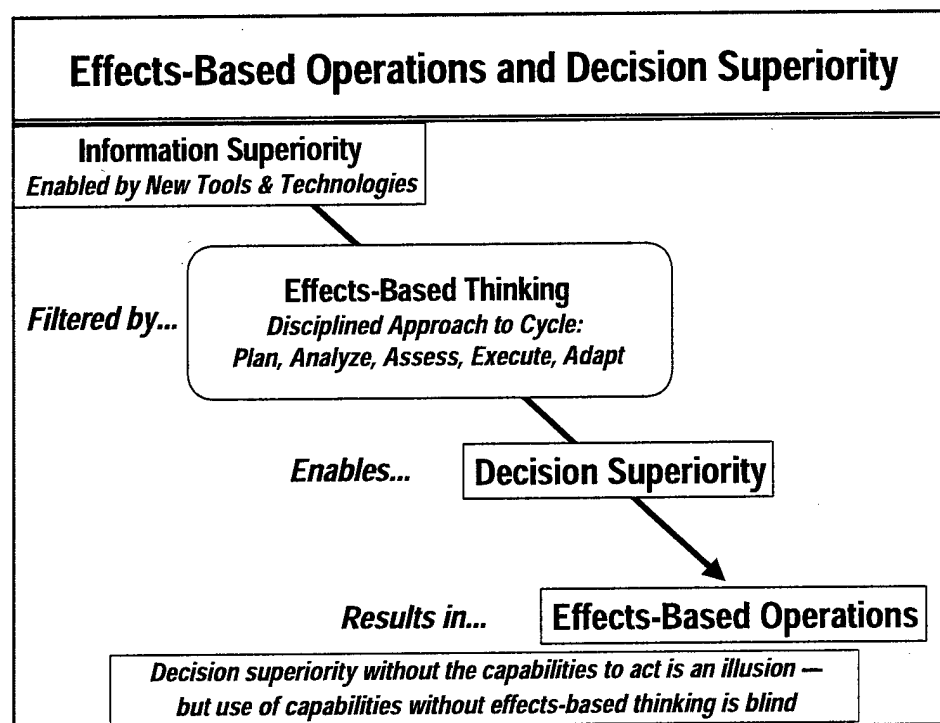 Effects-Based Operations and Decision Superiority
Information Superiority
Enabled by New Tools & Technologies
Filtered by...
Effects-Based Thinking
Disciplined Approach to Cycle:
Plan, Analyze, Assess, Execute, Adapt
Enables...
Decision Superiority
Results in...
Effects-Based Operations
Decision superiority without the capabilities to act is an illusion —
but use of capabilities without effects-based thinking is blind